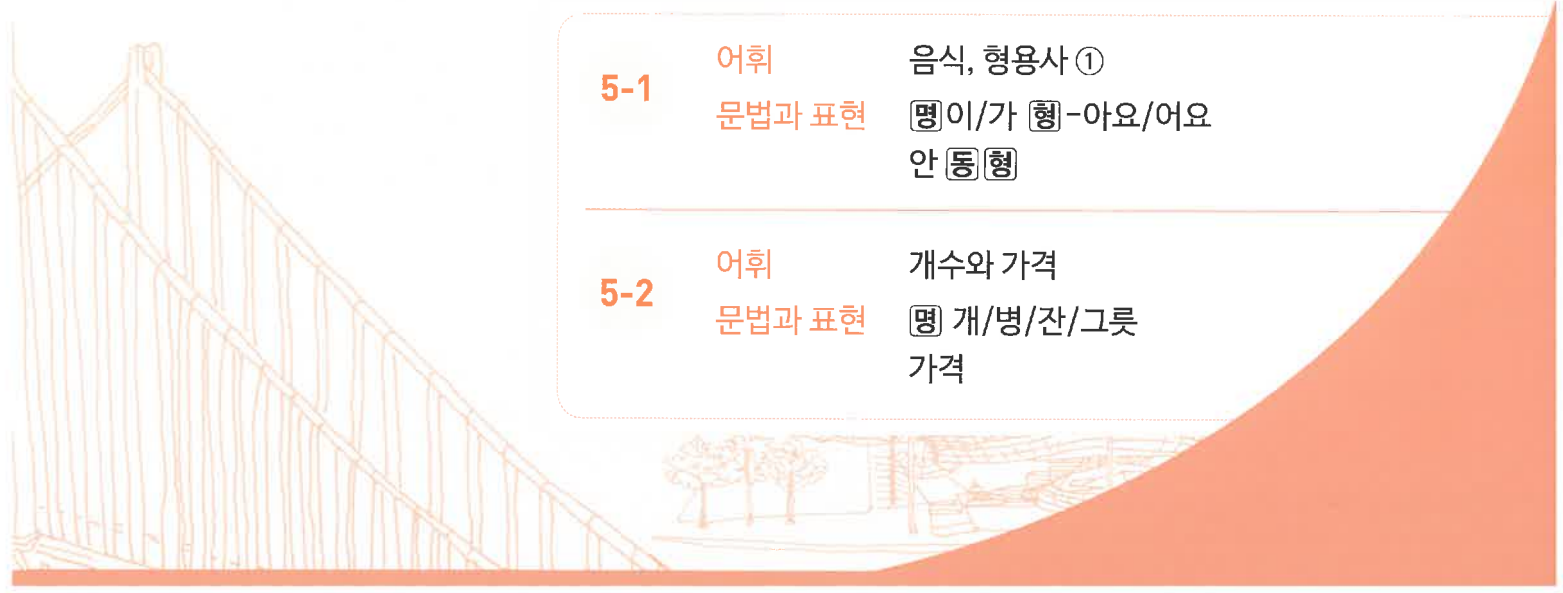 5-1
어휘 음식, 형용사 ①
문법과 표현 명이/가 형-아요/어요
안 동형
5-2
어휘 개수와 가격
문법과 표현 명 개/병/잔/그릇
가격